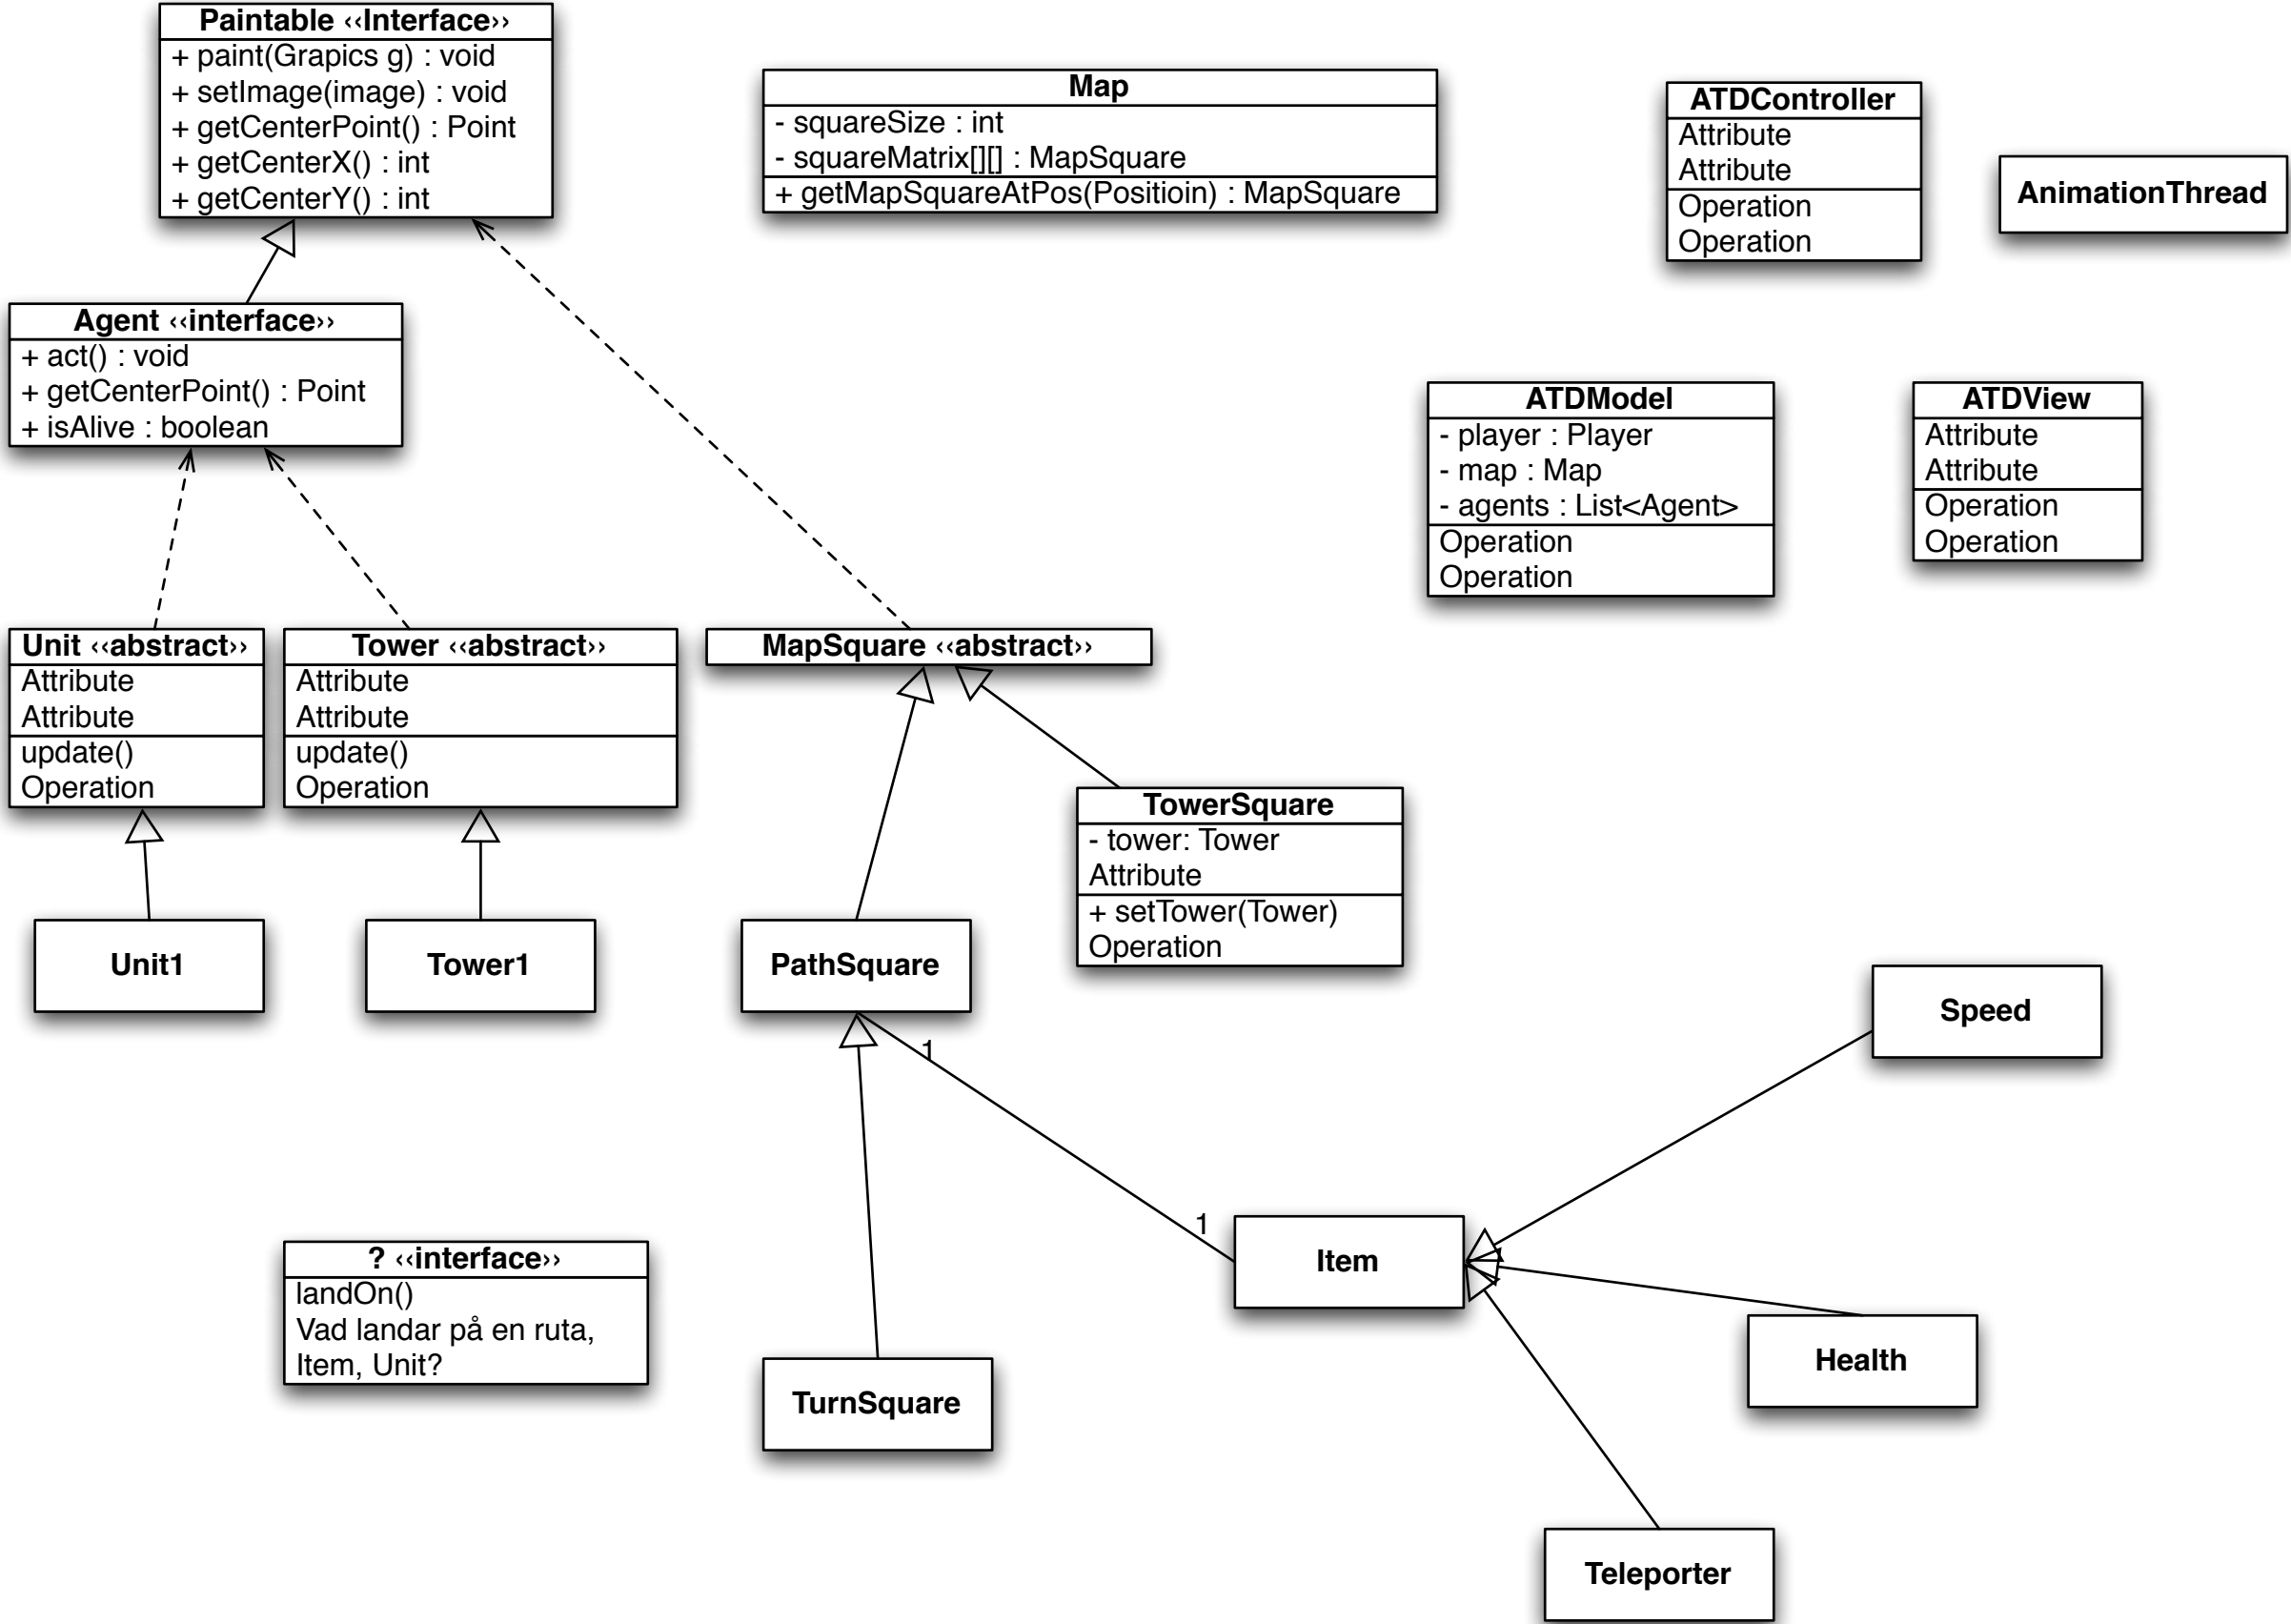 Paintable ‹‹Interface››
+ paint(Grapics g) : void
+ setImage(image) : void
+ getCenterPoint() : Point
+ getCenterX() : int
+ getCenterY() : int
Map
- squareSize : int
- squareMatrix[][] : MapSquare
+ getMapSquareAtPos(Positioin) : MapSquare
ATDController
Attribute
Attribute
Operation
Operation
AnimationThread
Agent ‹‹interface››
+ act() : void
+ getCenterPoint() : Point
+ isAlive : boolean
ATDModel
- player : Player
- map : Map
- agents : List<Agent>
Operation
Operation
ATDView
Attribute
Attribute
Operation
Operation
Unit ‹‹abstract››
Attribute
Attribute
update()
Operation
Tower ‹‹abstract››
Attribute
Attribute
update()
Operation
MapSquare ‹‹abstract››
TowerSquare
- tower: Tower
Attribute
+ setTower(Tower)
Operation
Unit1
Tower1
PathSquare
Speed
1
1
Item
? ‹‹interface››
landOn()
Vad landar på en ruta,
Item, Unit?
Health
TurnSquare
Teleporter